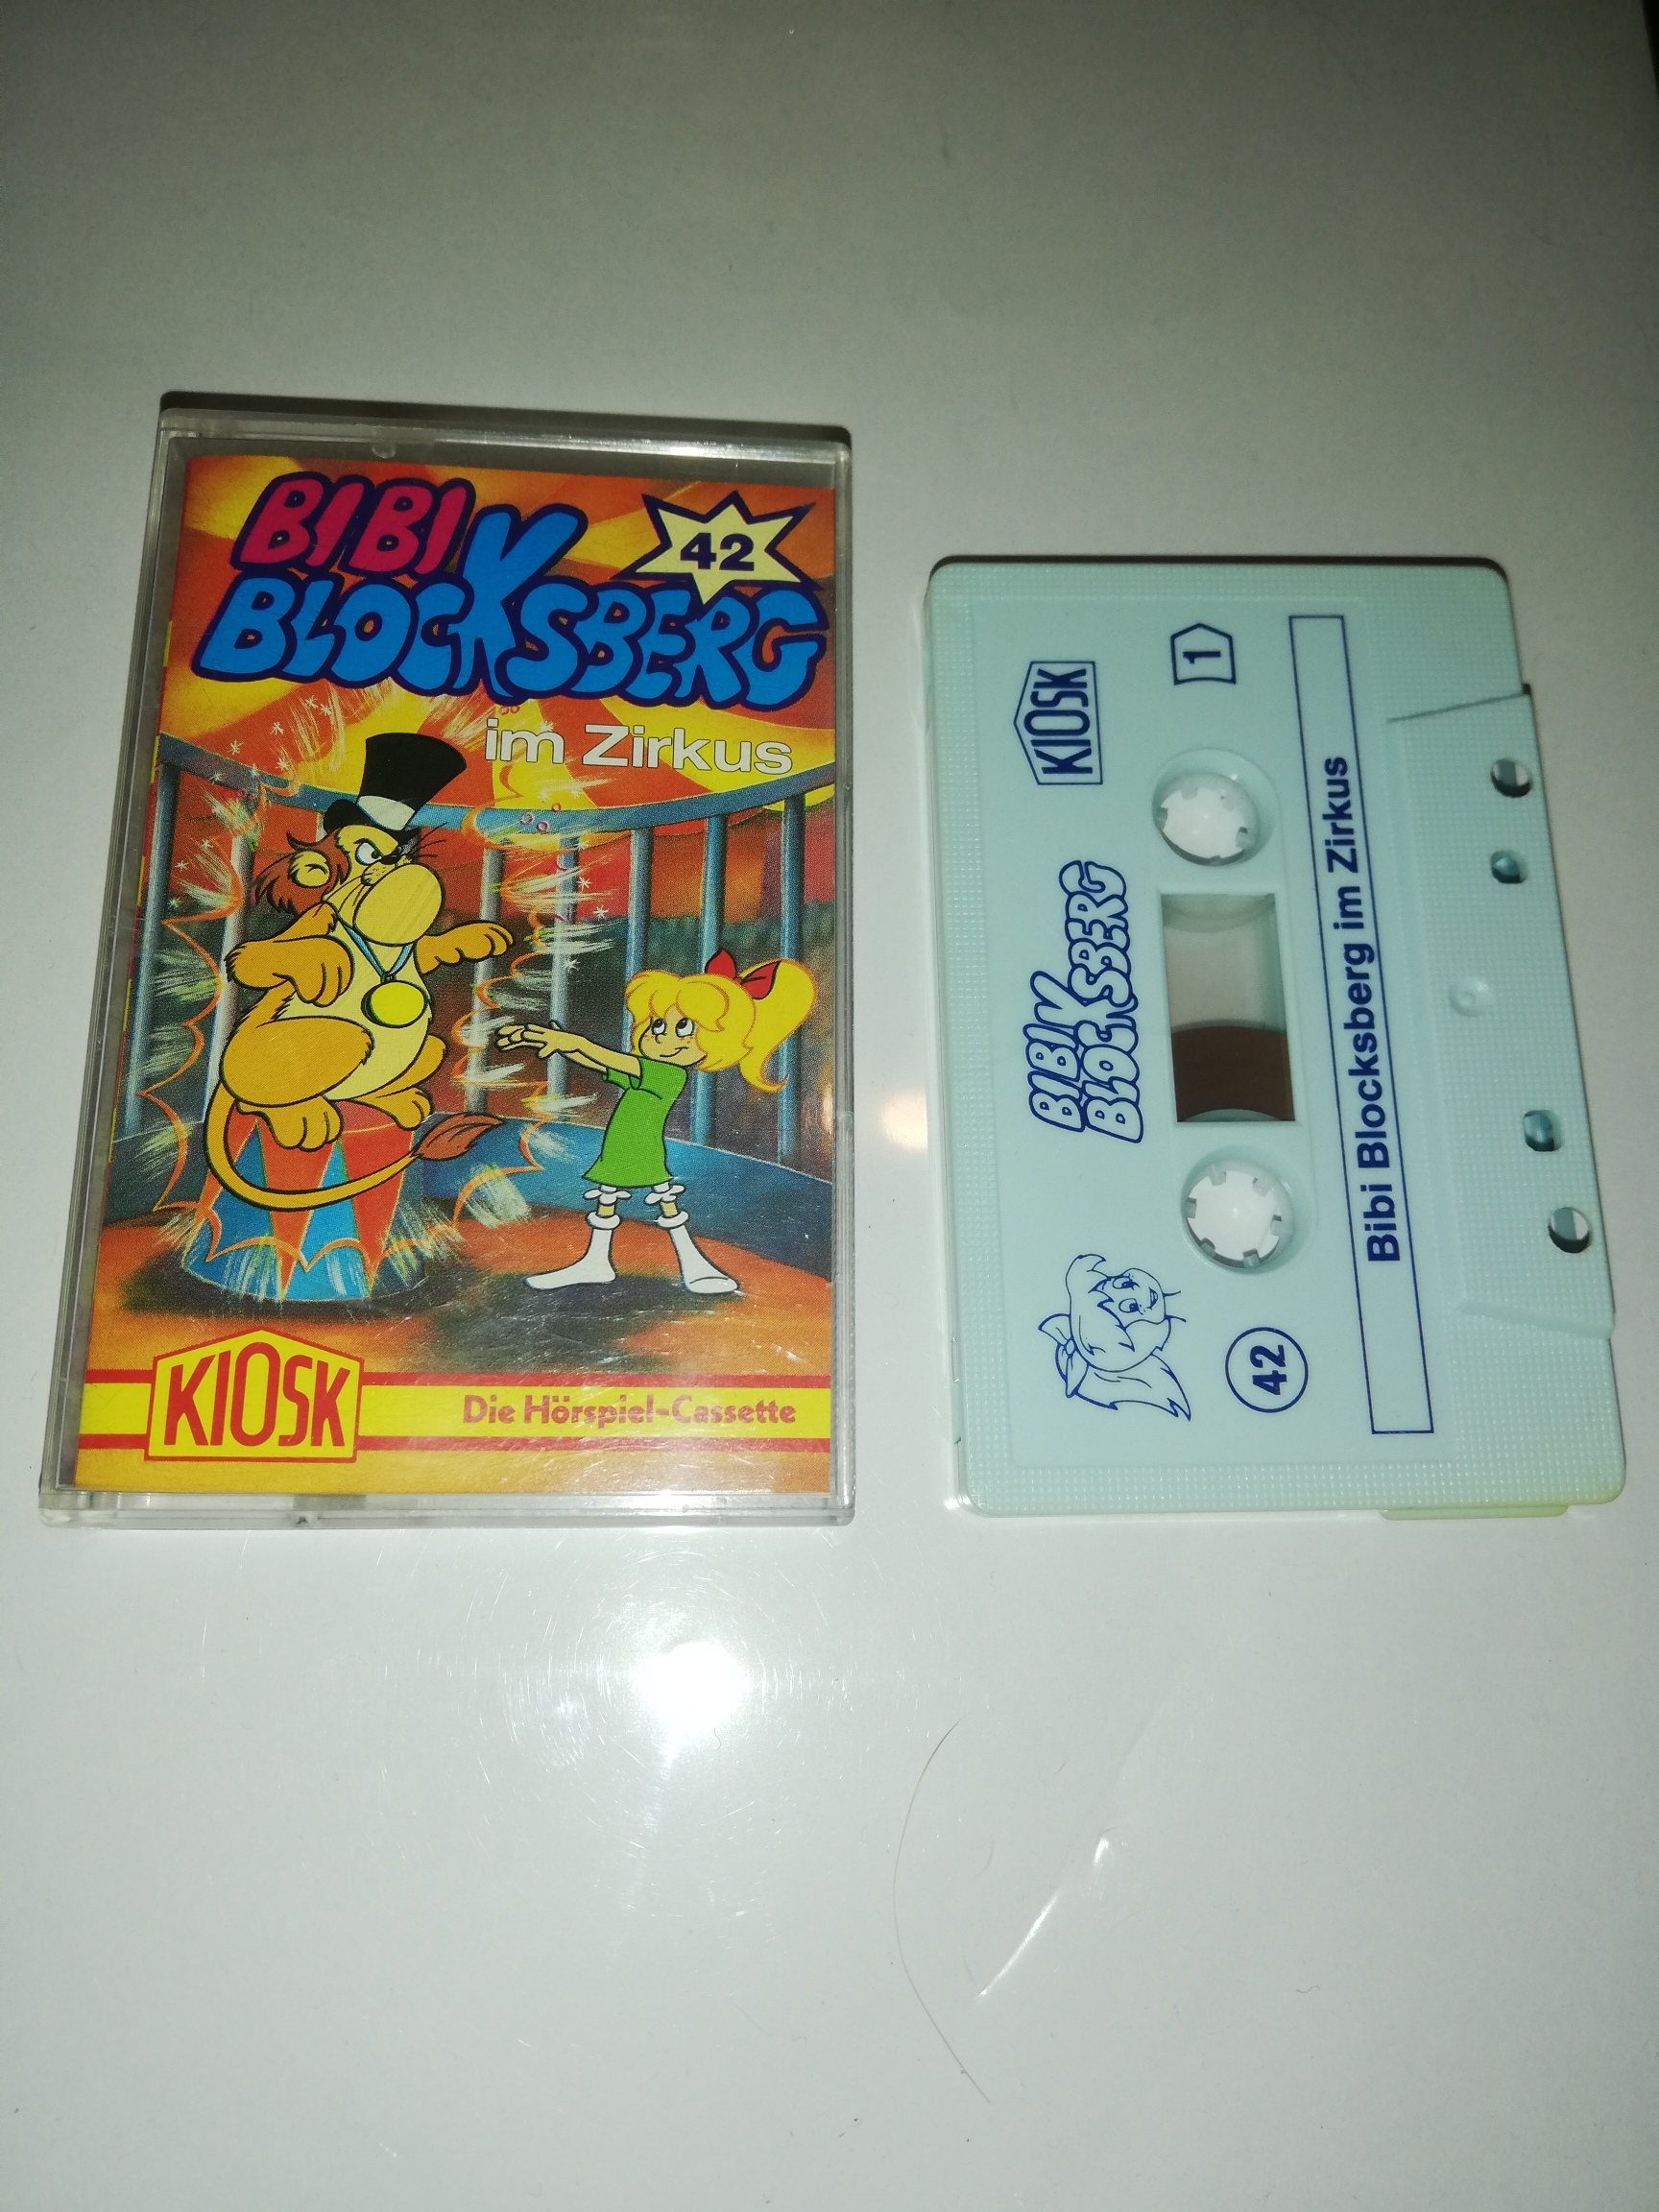 BIBI
BLOCKSBERG
42
im Zirkus
KIOSK
Die Hörspiel-Cassette
KIOSK
1
BIBI
BLOCKSBERG
42
Bibi Blocksberg im Zirkus